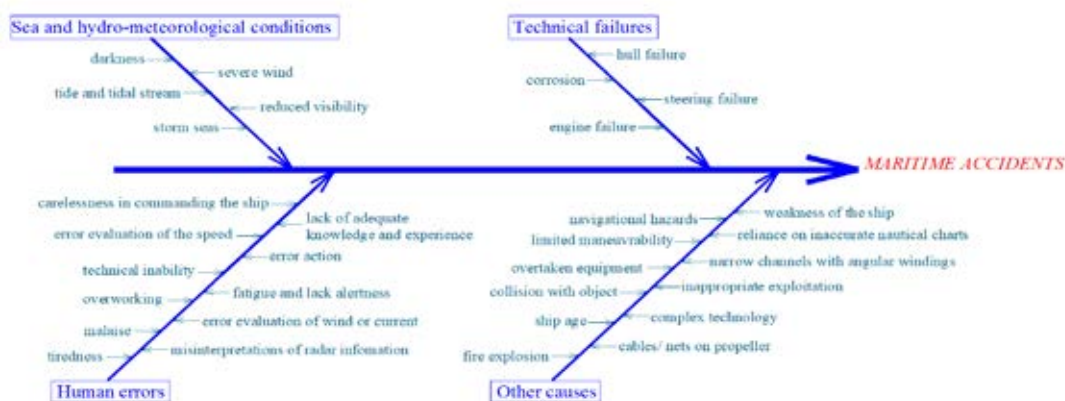 Sea and hydro-meteorological conditions
Technical failures
darkness
severe wind
tide and tidal stream
reduced visibility
storm seas
hull failure
corrosion
steering failure
engine failure
MARITIME ACCIDENTS
carelessness in commanding the ship
lack of adequate
knowledge and experience
error evaluation of the speed
error action
technical inability
fatigue and lack alertness
overworking
error evaluation of wind or current
malaise
misinterpretations of radar infomation
tiredness
Human errors
weakness of the ship
navigational hazards
reliance on inaccurate nautical charts
limited maneuvrability
narrow channels with angular windings
overtaken equipment
inappropriate exploitation
collision with object
complex technology
ship age
cables/ nets on propeller
fire explosion
Other causes